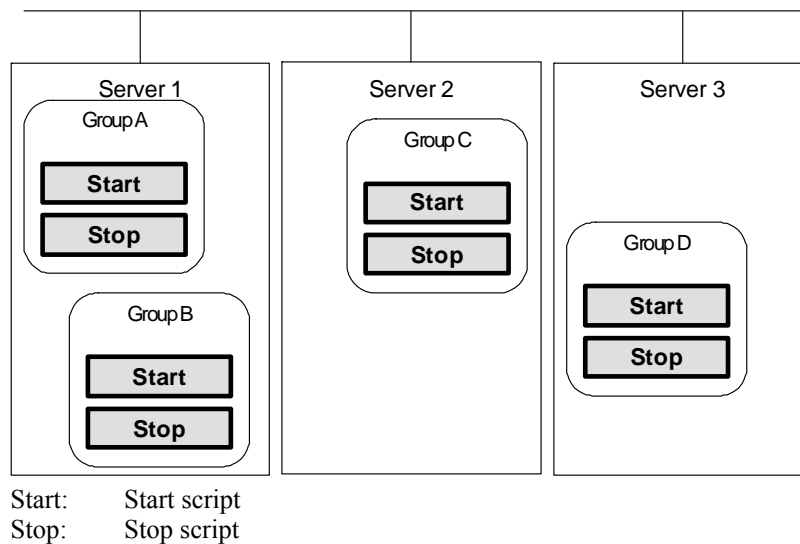 Server 1
Group A
Start
Stop
Group B
Start
Stop
Server 2
Group C
Start
Stop
Server 3
Group D
Start
Stop
Start: Start script
Stop: Stop script